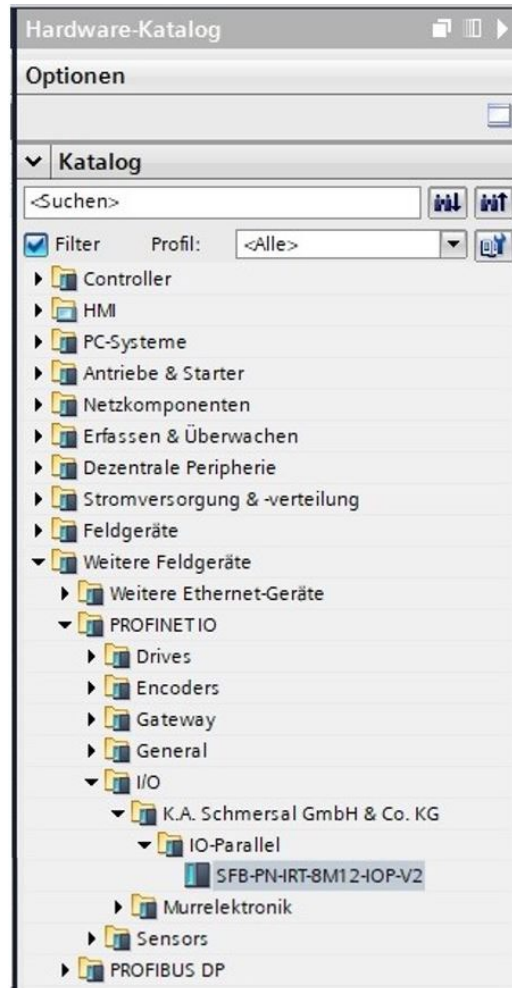 Hardware-Katalog
Optionen
Katalog
<Suchen>
Filter Profil: <Alle>
Controller
HMI
PC-Systeme
Antriebe & Starter
Netzkomponenten
Erfassen & Überwachen
Dezentrale Peripherie
Stromversorgung & -verteilung
Feldgeräte
Weitere Feldgeräte
Weitere Ethernet-Geräte
PROFINET IO
Drives
Encoders
Gateway
General
I/O
K.A. Schmersal GmbH & Co. KG
IO-Parallel
SFB-PN-IRT-8M12-IOP-V2
Murrelektronik
Sensors
PROFIBUS DP